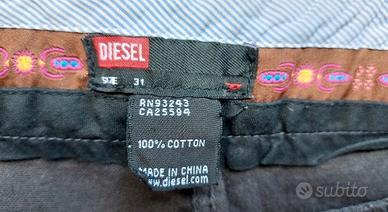 DIESEL
SIZE 31
RN93243
CA25594
100% COTTON
MADE IN CHINA
www.diesel.com
subito